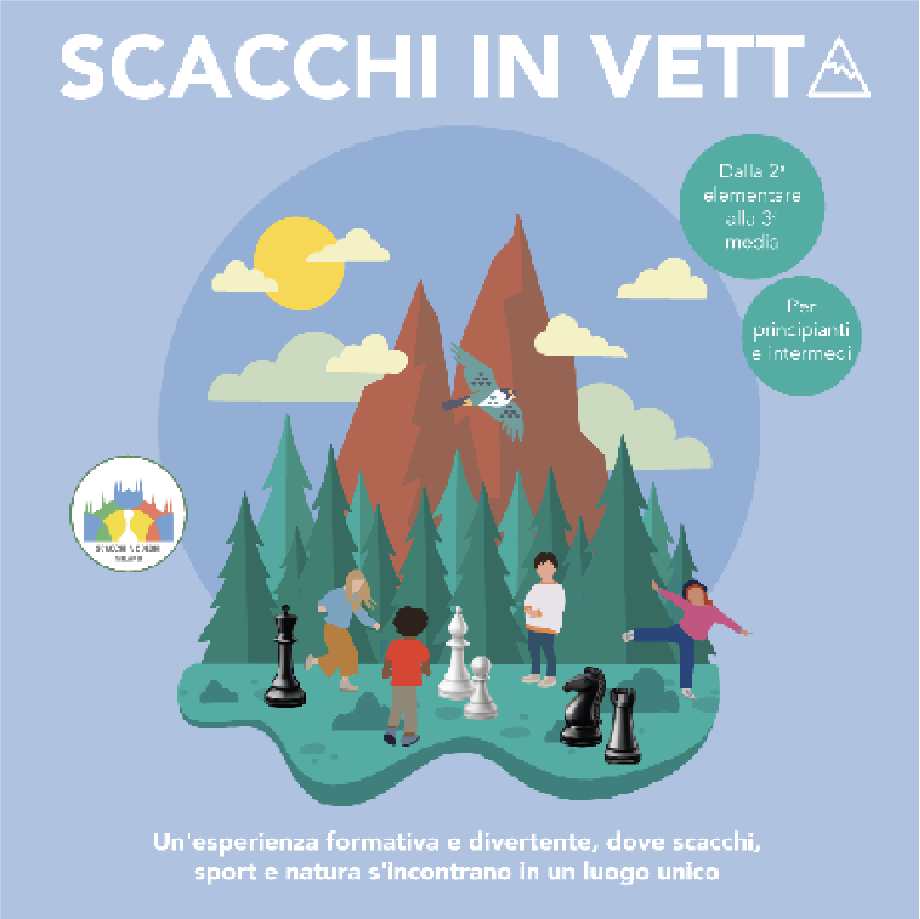 SCACCHI IN VETTA
Dalla 2ª
elementare
alla 3ª
media
Per
principianti
e intermedi
Un'esperienza formativa e divertente, dove scacchi,
sport e natura s'incontrano in un luogo unico